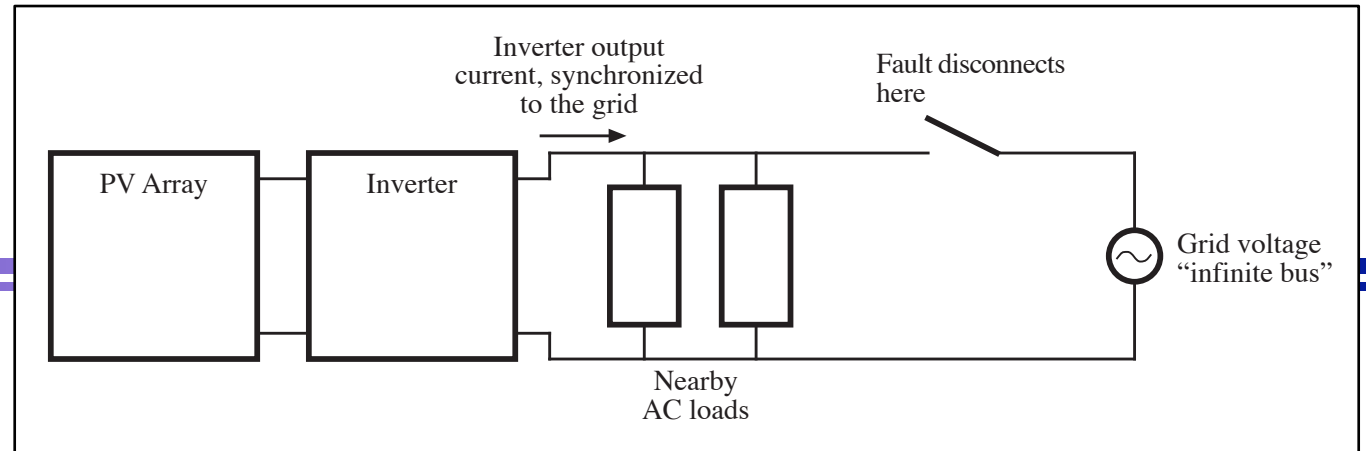 Inverter output
current, synchronized
to the grid
Fault disconnects
here
PV Array
Inverter
Grid voltage
“infinite bus”
Nearby
AC loads